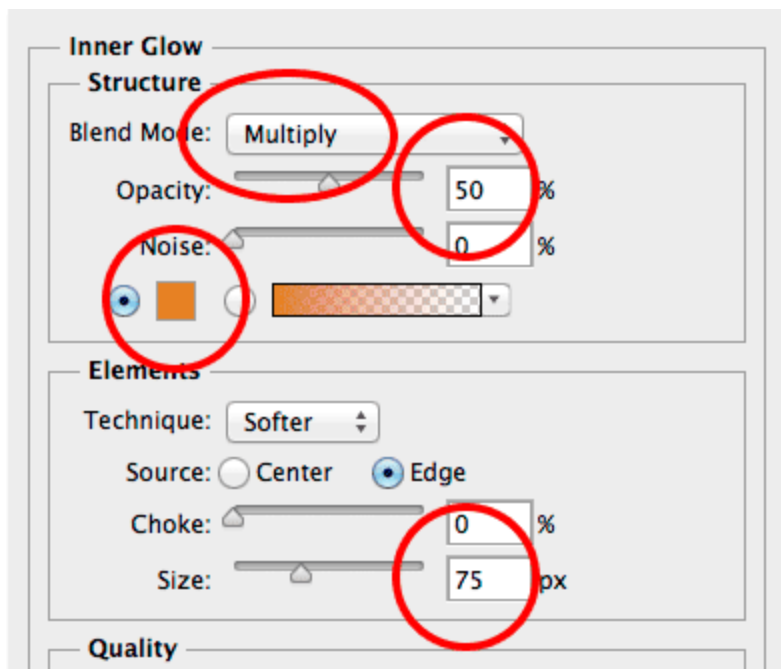 Inner Glow
Structure
Blend Mode: Multiply
Opacity: 50 %
Noise: 0 %
Elements
Technique: Softer
Source: Center Edge
Choke: 0 %
Size: 75 px
Quality